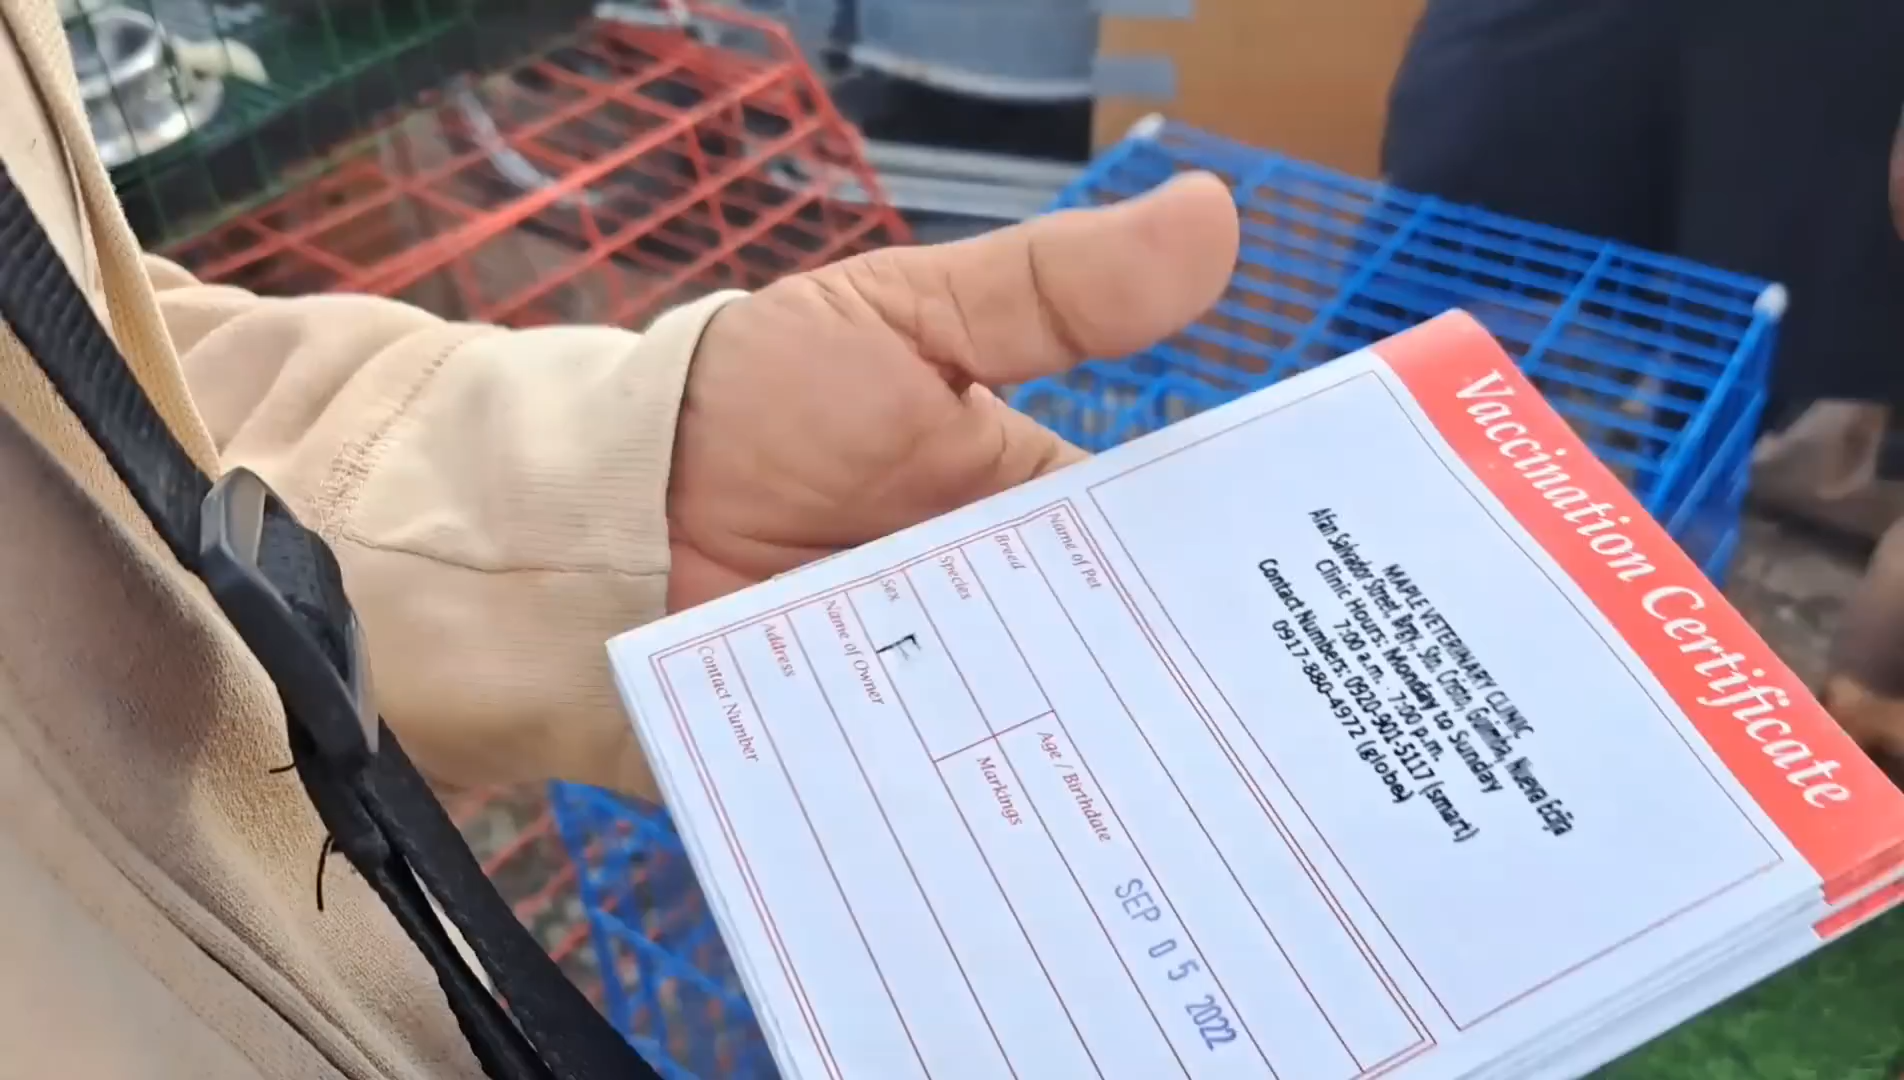 Vaccination Certificate
MAPLE VETERINARY CLINIC
Afan Salvador Street, Brgy. Sto. Cristo, Guimba, Nueva Ecija
Clinic Hours: Monday to Sunday
7:00 a.m. - 7:00 p.m.
Contact Numbers: 0920-901-5117 (smart)
0917-880-4972 (globe)
Name of Pet
Breed
Age / Birthdate SEP 05 2022
Species
Markings
Sex F
Name of Owner
Address
Contact Number